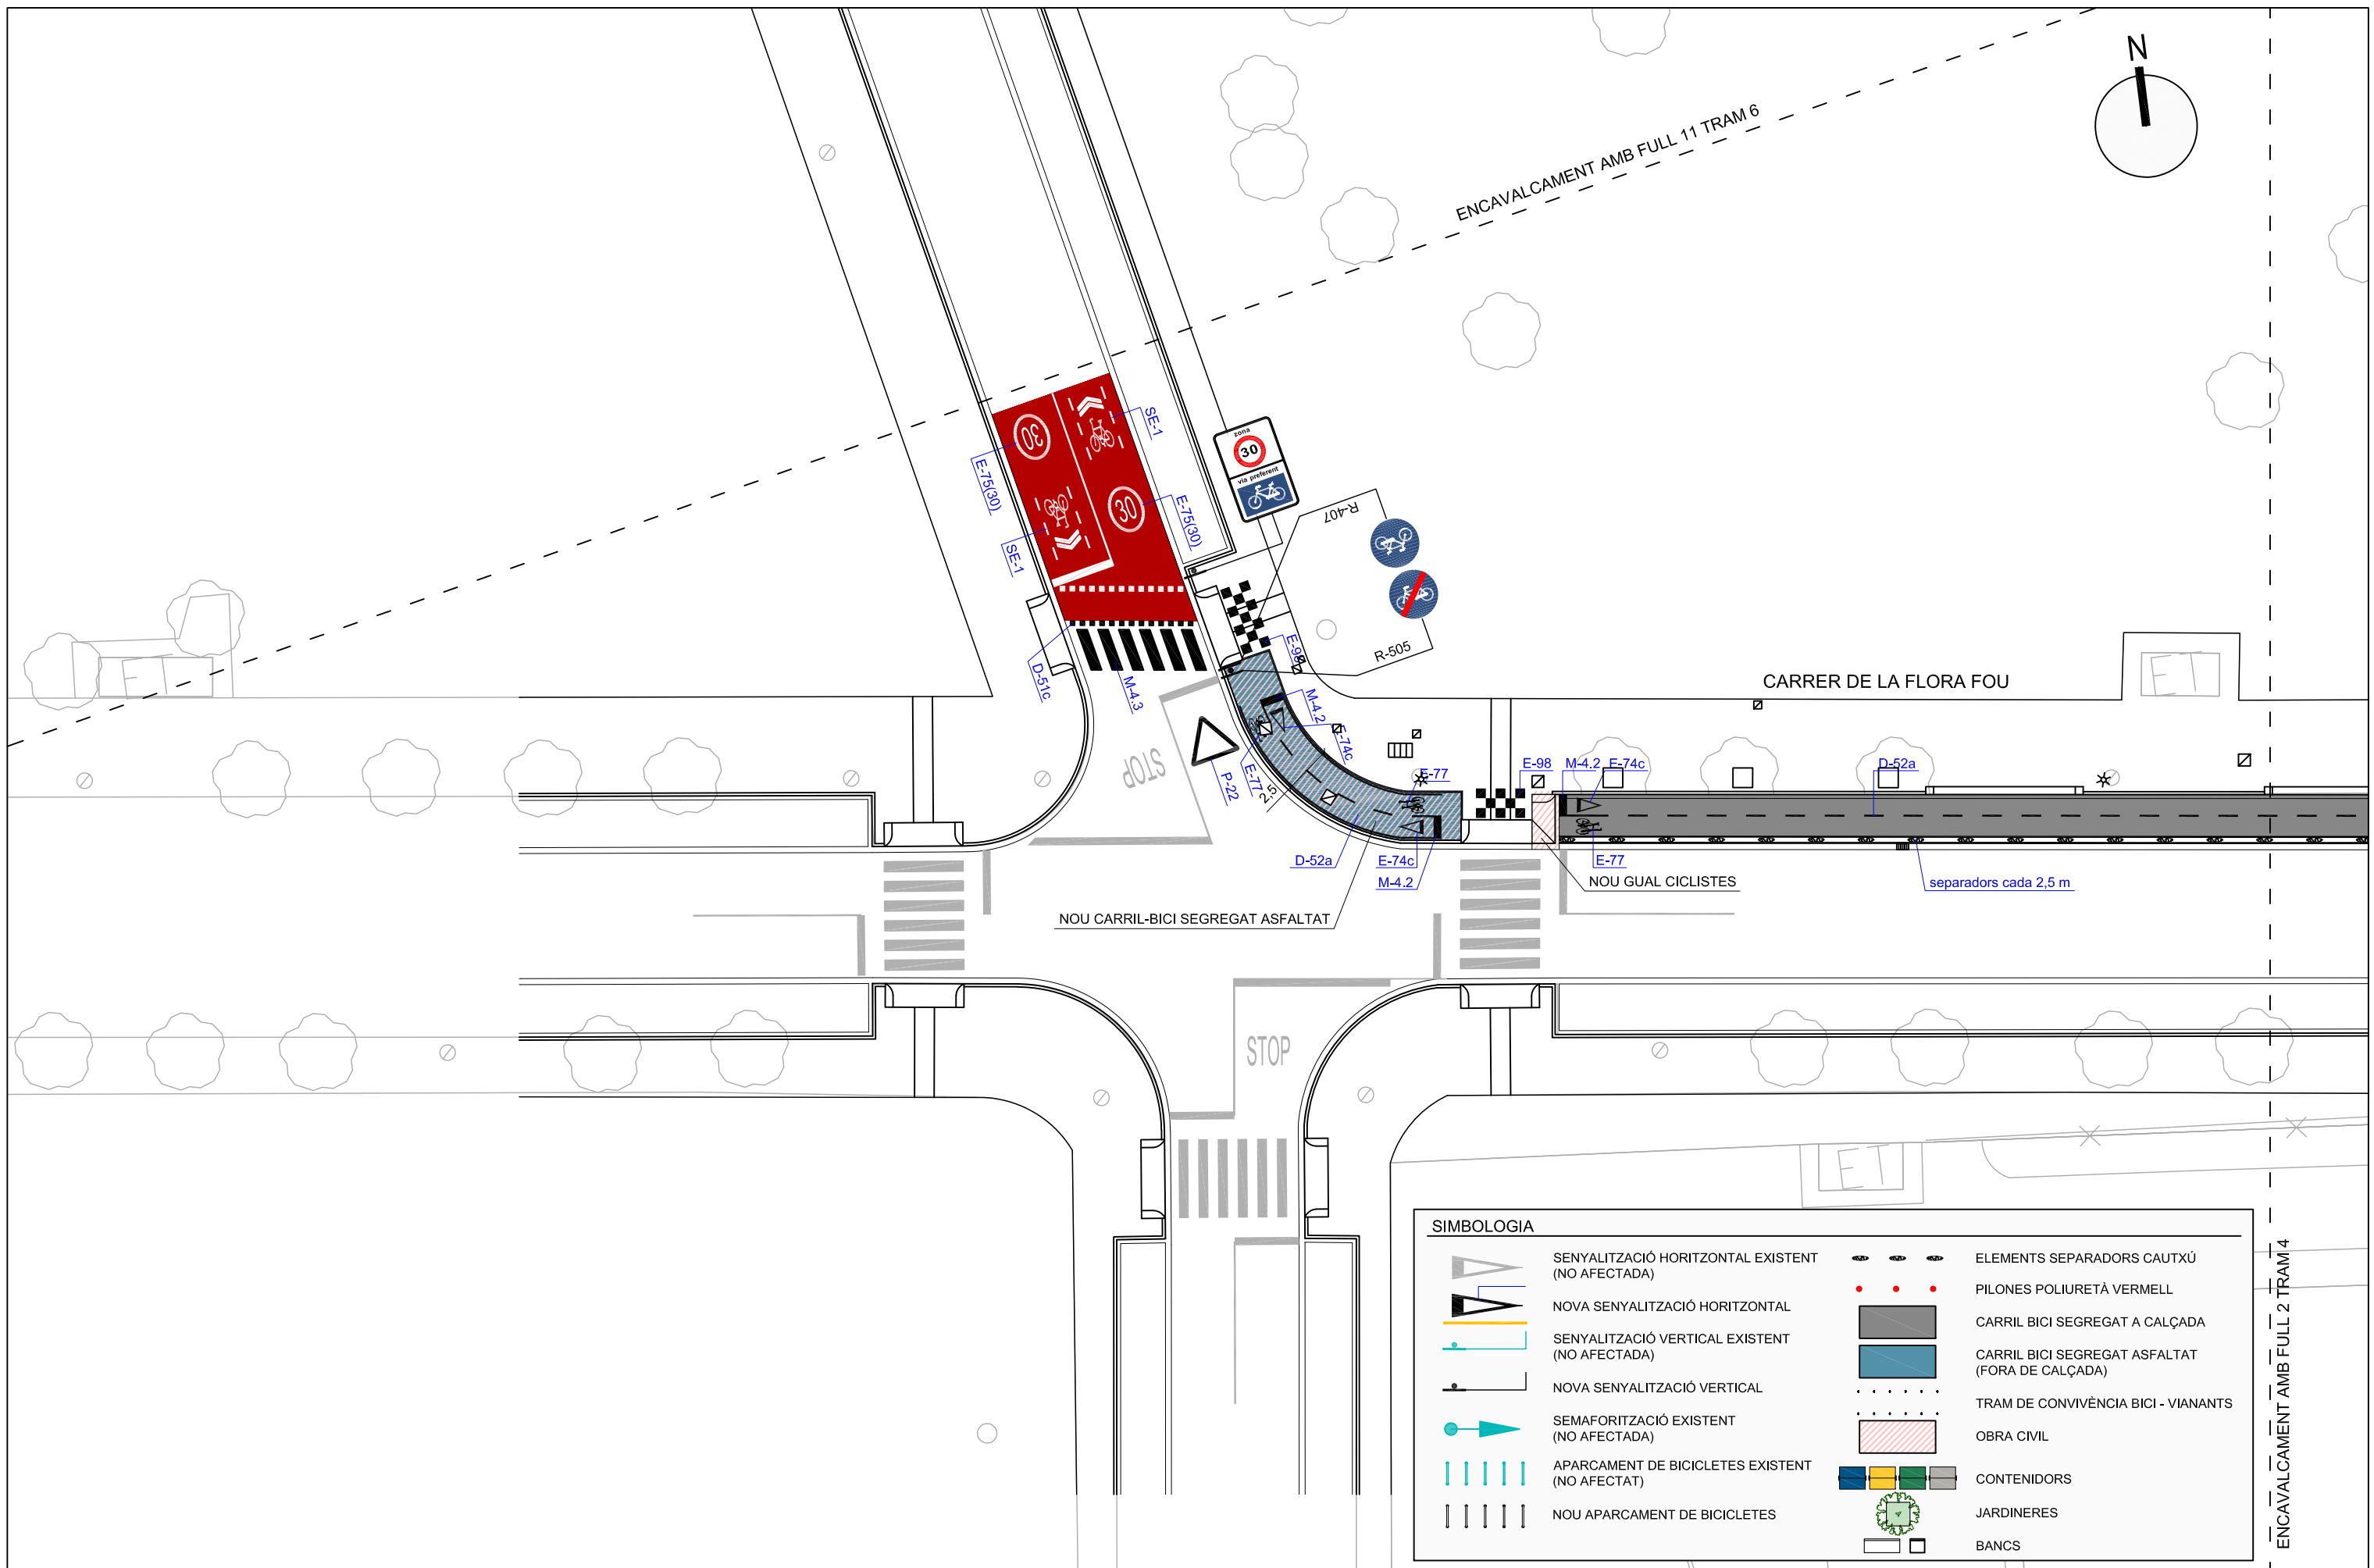 N
ENCAVALCAMENT AMB FULL 11 TRAM 6
SE-1
30
E-75(30)
zona
30
via preferent
30
E-75(30)
SE-1
R-407
R-505
E-98
D-51c
M-4.3
M-4.2
E-74c
STOP
P-22
E-77
2.5
E-77
CARRER DE LA FLORA FOU
E-98
M-4.2
E-74c
D-52a
D-52a
E-74c
M-4.2
E-77
NOU GUAL CICLISTES
separadors cada 2,5 m
NOU CARRIL-BICI SEGREGAT ASFALTAT
STOP
ET
ET
ET
SIMBOLOGIA
SENYALITZACIÓ HORITZONTAL EXISTENT
(NO AFECTADA)
NOVA SENYALITZACIÓ HORITZONTAL
SENYALITZACIÓ VERTICAL EXISTENT
(NO AFECTADA)
NOVA SENYALITZACIÓ VERTICAL
SEMAFORITZACIÓ EXISTENT
(NO AFECTADA)
APARCAMENT DE BICICLETES EXISTENT
(NO AFECTAT)
NOU APARCAMENT DE BICICLETES
ELEMENTS SEPARADORS CAUTXÚ
PILONES POLIURETÀ VERMELL
CARRIL BICI SEGREGAT A CALÇADA
CARRIL BICI SEGREGAT ASFALTAT
(FORA DE CALÇADA)
TRAM DE CONVIVÈNCIA BICI - VIANANTS
OBRA CIVIL
CONTENIDORS
JARDINERES
BANCS
ENCAVALCAMENT AMB FULL 2 TRAM 4